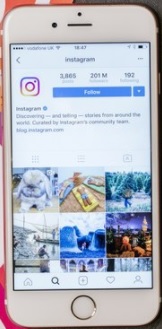 vodafone UK 18:47
instagram
3,865 201 M 192
posts followers following
Follow
Instagram
Discovering — and telling — stories from around the
world. Curated by Instagram's community team.
blog.instagram.com